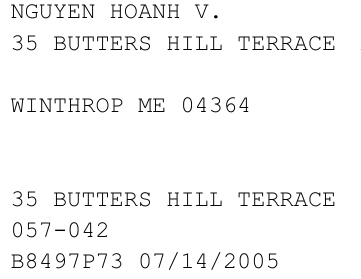 NGUYEN HOANH V.
35 BUTTERS HILL TERRACE
WINTHROP ME 04364
35 BUTTERS HILL TERRACE
057-042
B8497P73 07/14/2005